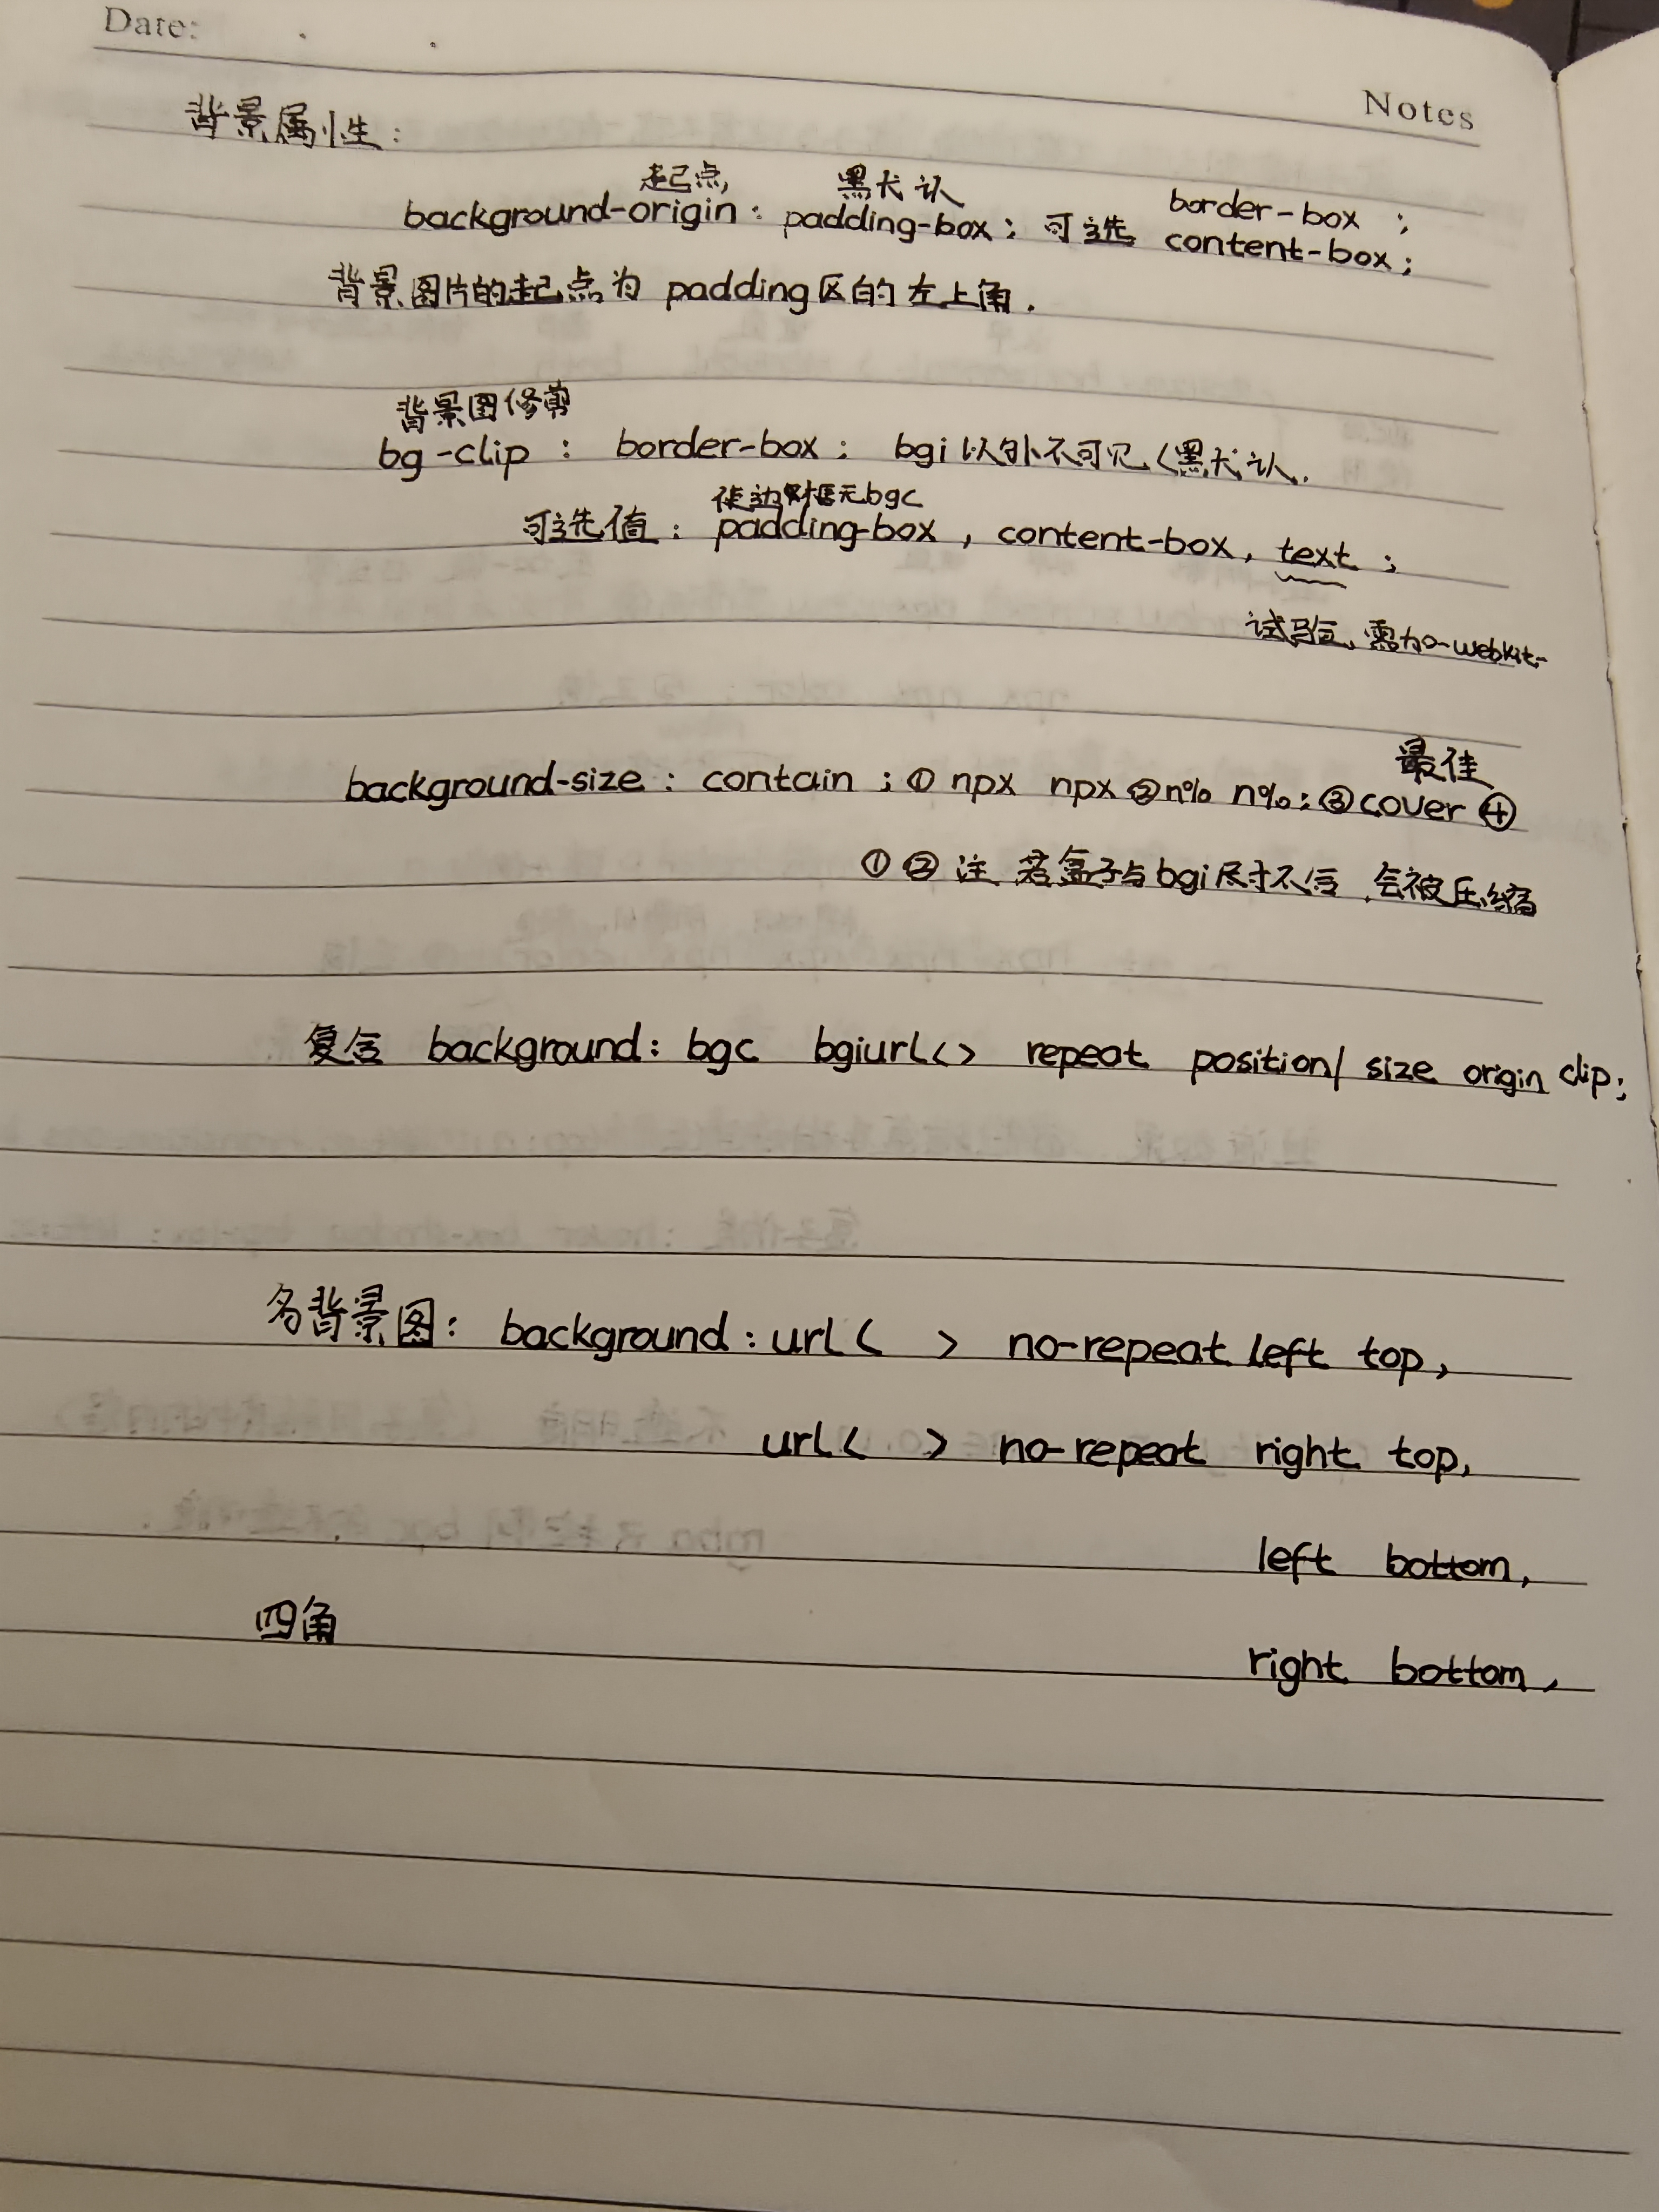 Date:
Notes
背景属性:
起点 默认
background-origin: padding-box; 可选 border-box;
content-box;
背景图片的起点为 padding区的左上角.
背景图修剪
bg-clip: border-box; bgi以外不可见(默认.
使边框无bgc
可选值: padding-box, content-box, text;
试验, 需加-webkit-
最佳
background-size: contain; ① npx npx ② n% n%; ③ cover ④
① ② 注 若盒子与bgi尺寸不合,会被压缩
复合 background: bgc bgiurl() repeat position/ size origin clip;
多背景图: background: url( ) no-repeat left top,
url( ) no-repeat right top,
left bottom,
四角
right bottom,